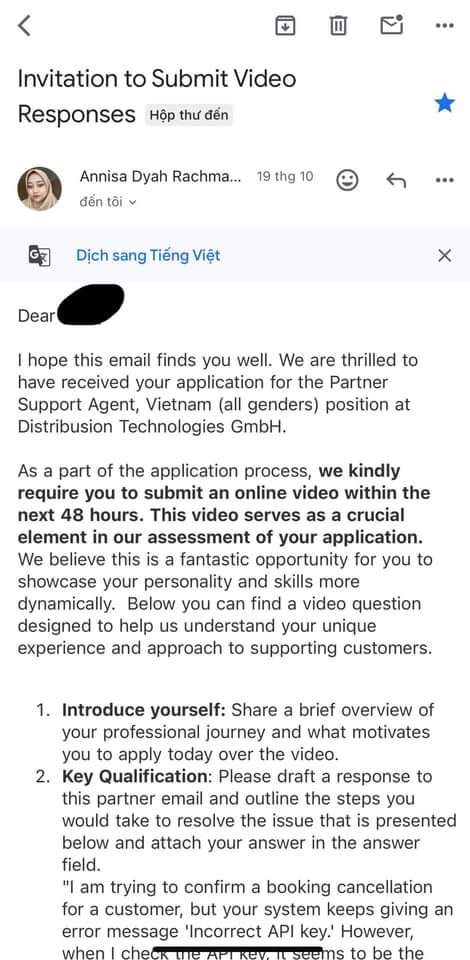 Invitation to Submit Video
Responses Hộp thư đến
Annisa Dyah Rachma... 19 thg 10
đến tôi
Dịch sang Tiếng Việt
Dear
I hope this email finds you well. We are thrilled to
have received your application for the Partner
Support Agent, Vietnam (all genders) position at
Distribusion Technologies GmbH.
As a part of the application process, we kindly
require you to submit an online video within the
next 48 hours. This video serves as a crucial
element in our assessment of your application.
We believe this is a fantastic opportunity for you to
showcase your personality and skills more
dynamically. Below you can find a video question
designed to help us understand your unique
experience and approach to supporting customers.
1. Introduce yourself: Share a brief overview of
your professional journey and what motivates
you to apply today over the video.
2. Key Qualification: Please draft a response to
this partner email and outline the steps you
would take to resolve the issue that is presented
below and attach your answer in the answer
field.
"I am trying to confirm a booking cancellation
for a customer, but your system keeps giving an
error message 'Incorrect API key.' However,
when I check the API key, it seems to be the